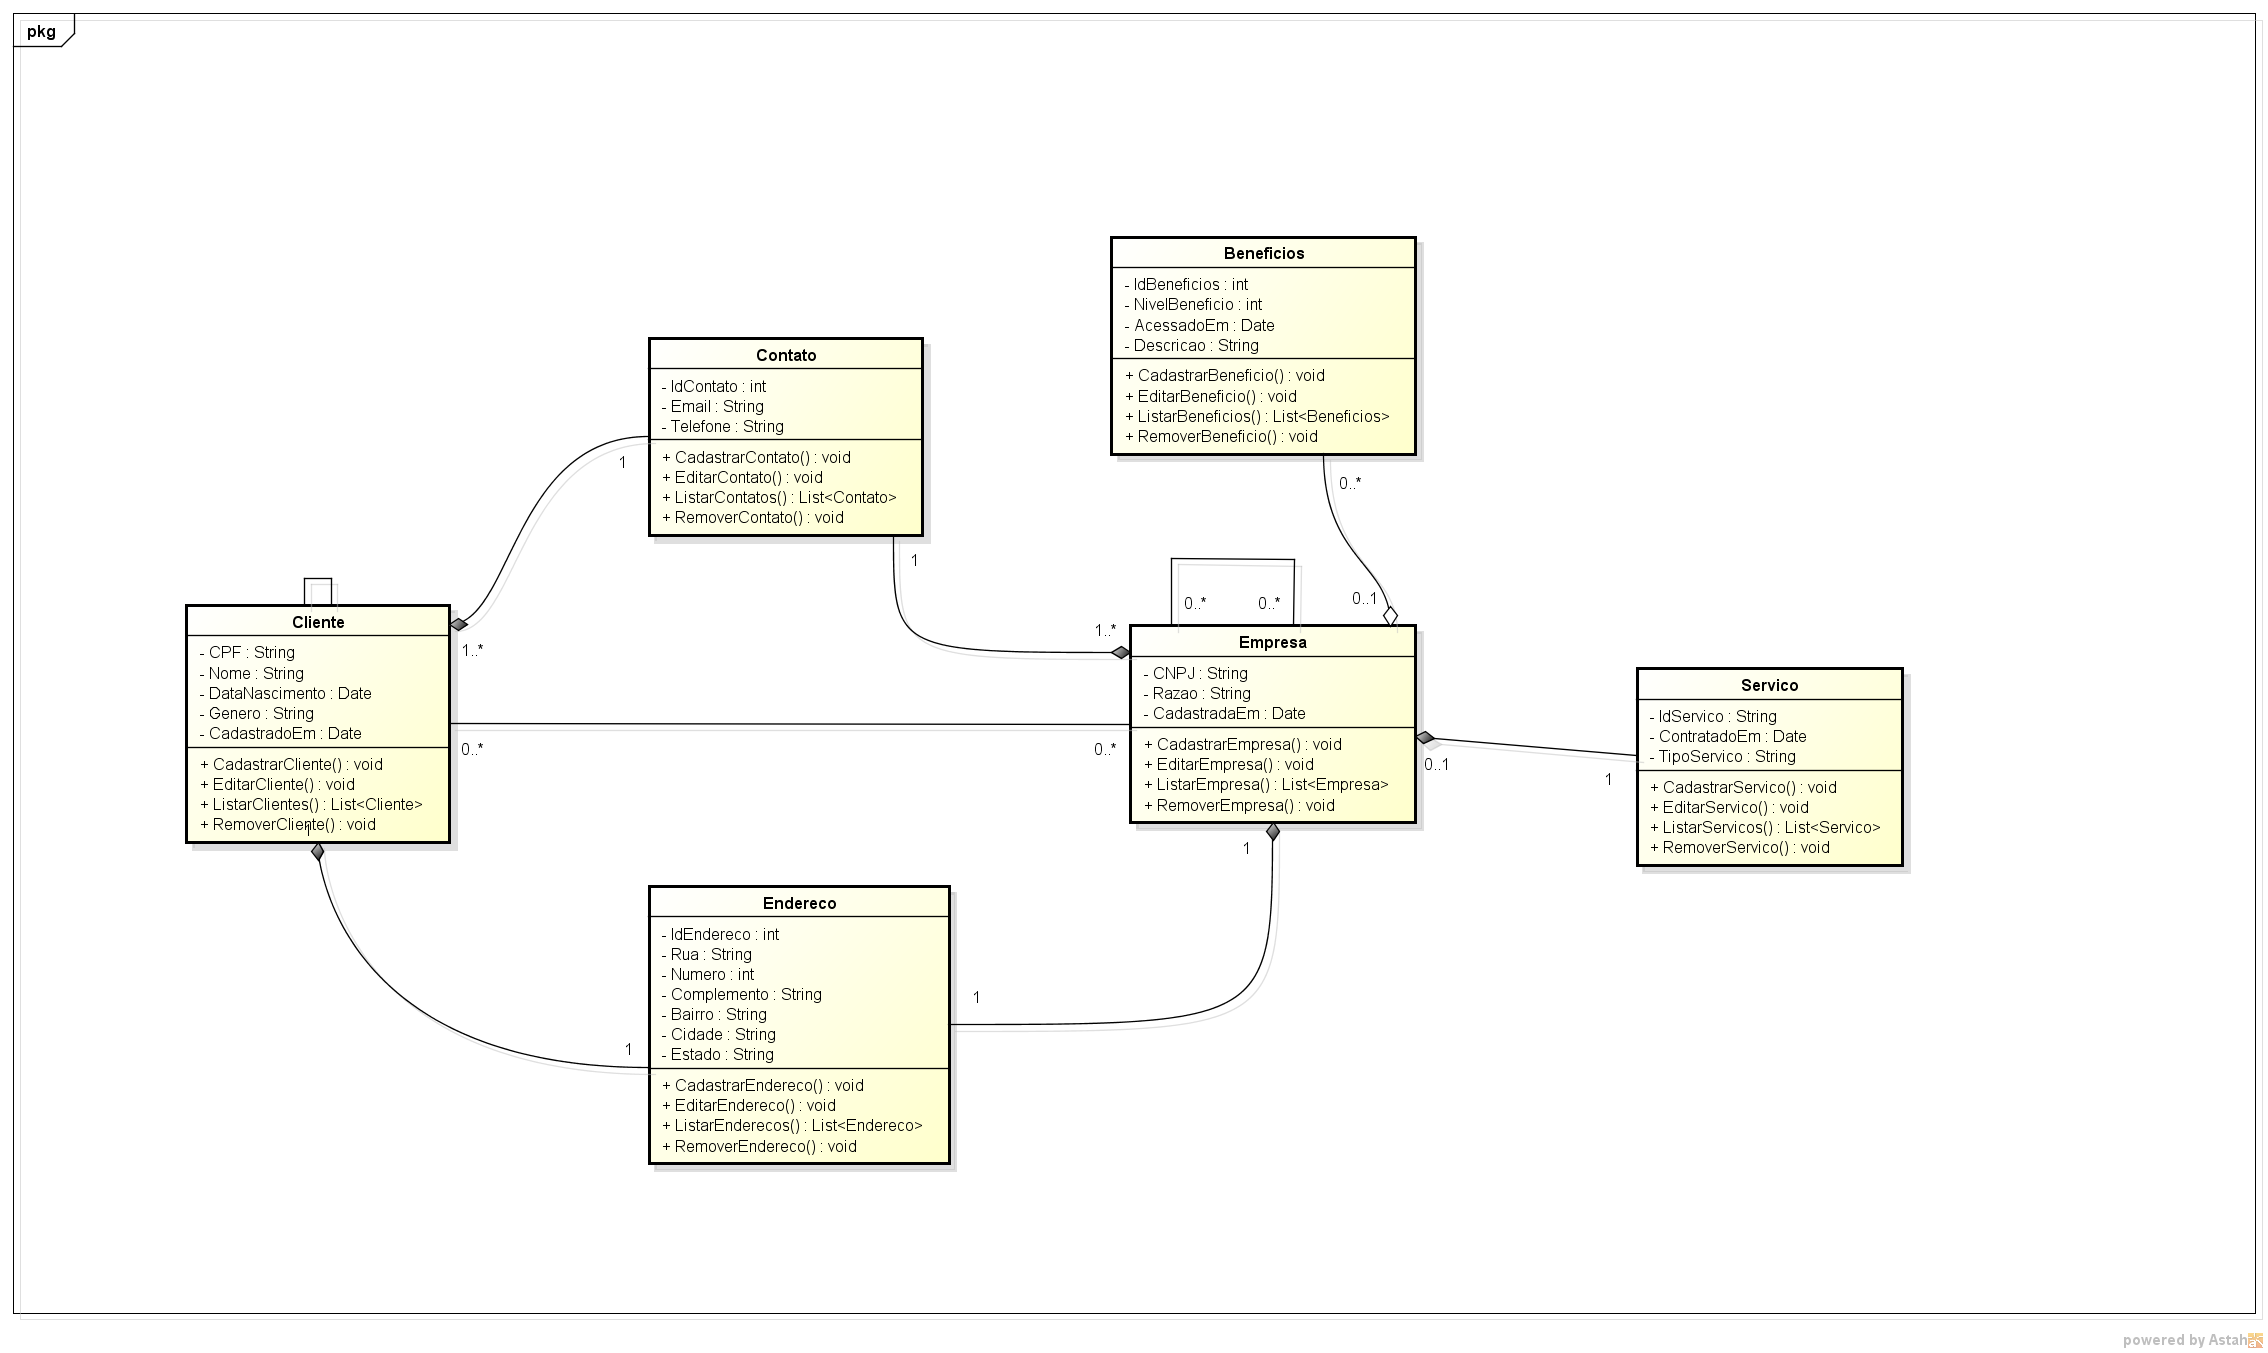 pkg
Beneficios
- IdBeneficios : int
- NivelBeneficio : int
- AcessadoEm : Date
- Descricao : String
+ CadastrarBeneficio() : void
+ EditarBeneficio() : void
+ ListarBeneficios() : List<Beneficios>
+ RemoverBeneficio() : void
0..*
0..1
Contato
- IdContato : int
- Email : String
- Telefone : String
+ CadastrarContato() : void
+ EditarContato() : void
+ ListarContatos() : List<Contato>
+ RemoverContato() : void
1
1
1..*
1..*
0..*
0..*
Cliente
- CPF : String
- Nome : String
- DataNascimento : Date
- Genero : String
- CadastradoEm : Date
+ CadastrarCliente() : void
+ EditarCliente() : void
+ ListarClientes() : List<Cliente>
+ RemoverCliente() : void
1
0..*
0..*
Empresa
- CNPJ : String
- Razao : String
- CadastradaEm : Date
+ CadastrarEmpresa() : void
+ EditarEmpresa() : void
+ ListarEmpresa() : List<Empresa>
+ RemoverEmpresa() : void
0..1
1
Servico
- IdServico : String
- ContratadoEm : Date
- TipoServico : String
+ CadastrarServico() : void
+ EditarServico() : void
+ ListarServicos() : List<Servico>
+ RemoverServico() : void
1
Endereco
- IdEndereco : int
- Rua : String
- Numero : int
- Complemento : String
- Bairro : String
- Cidade : String
- Estado : String
+ CadastrarEndereco() : void
+ EditarEndereco() : void
+ ListarEnderecos() : List<Endereco>
+ RemoverEndereco() : void
1
1
powered by Astah